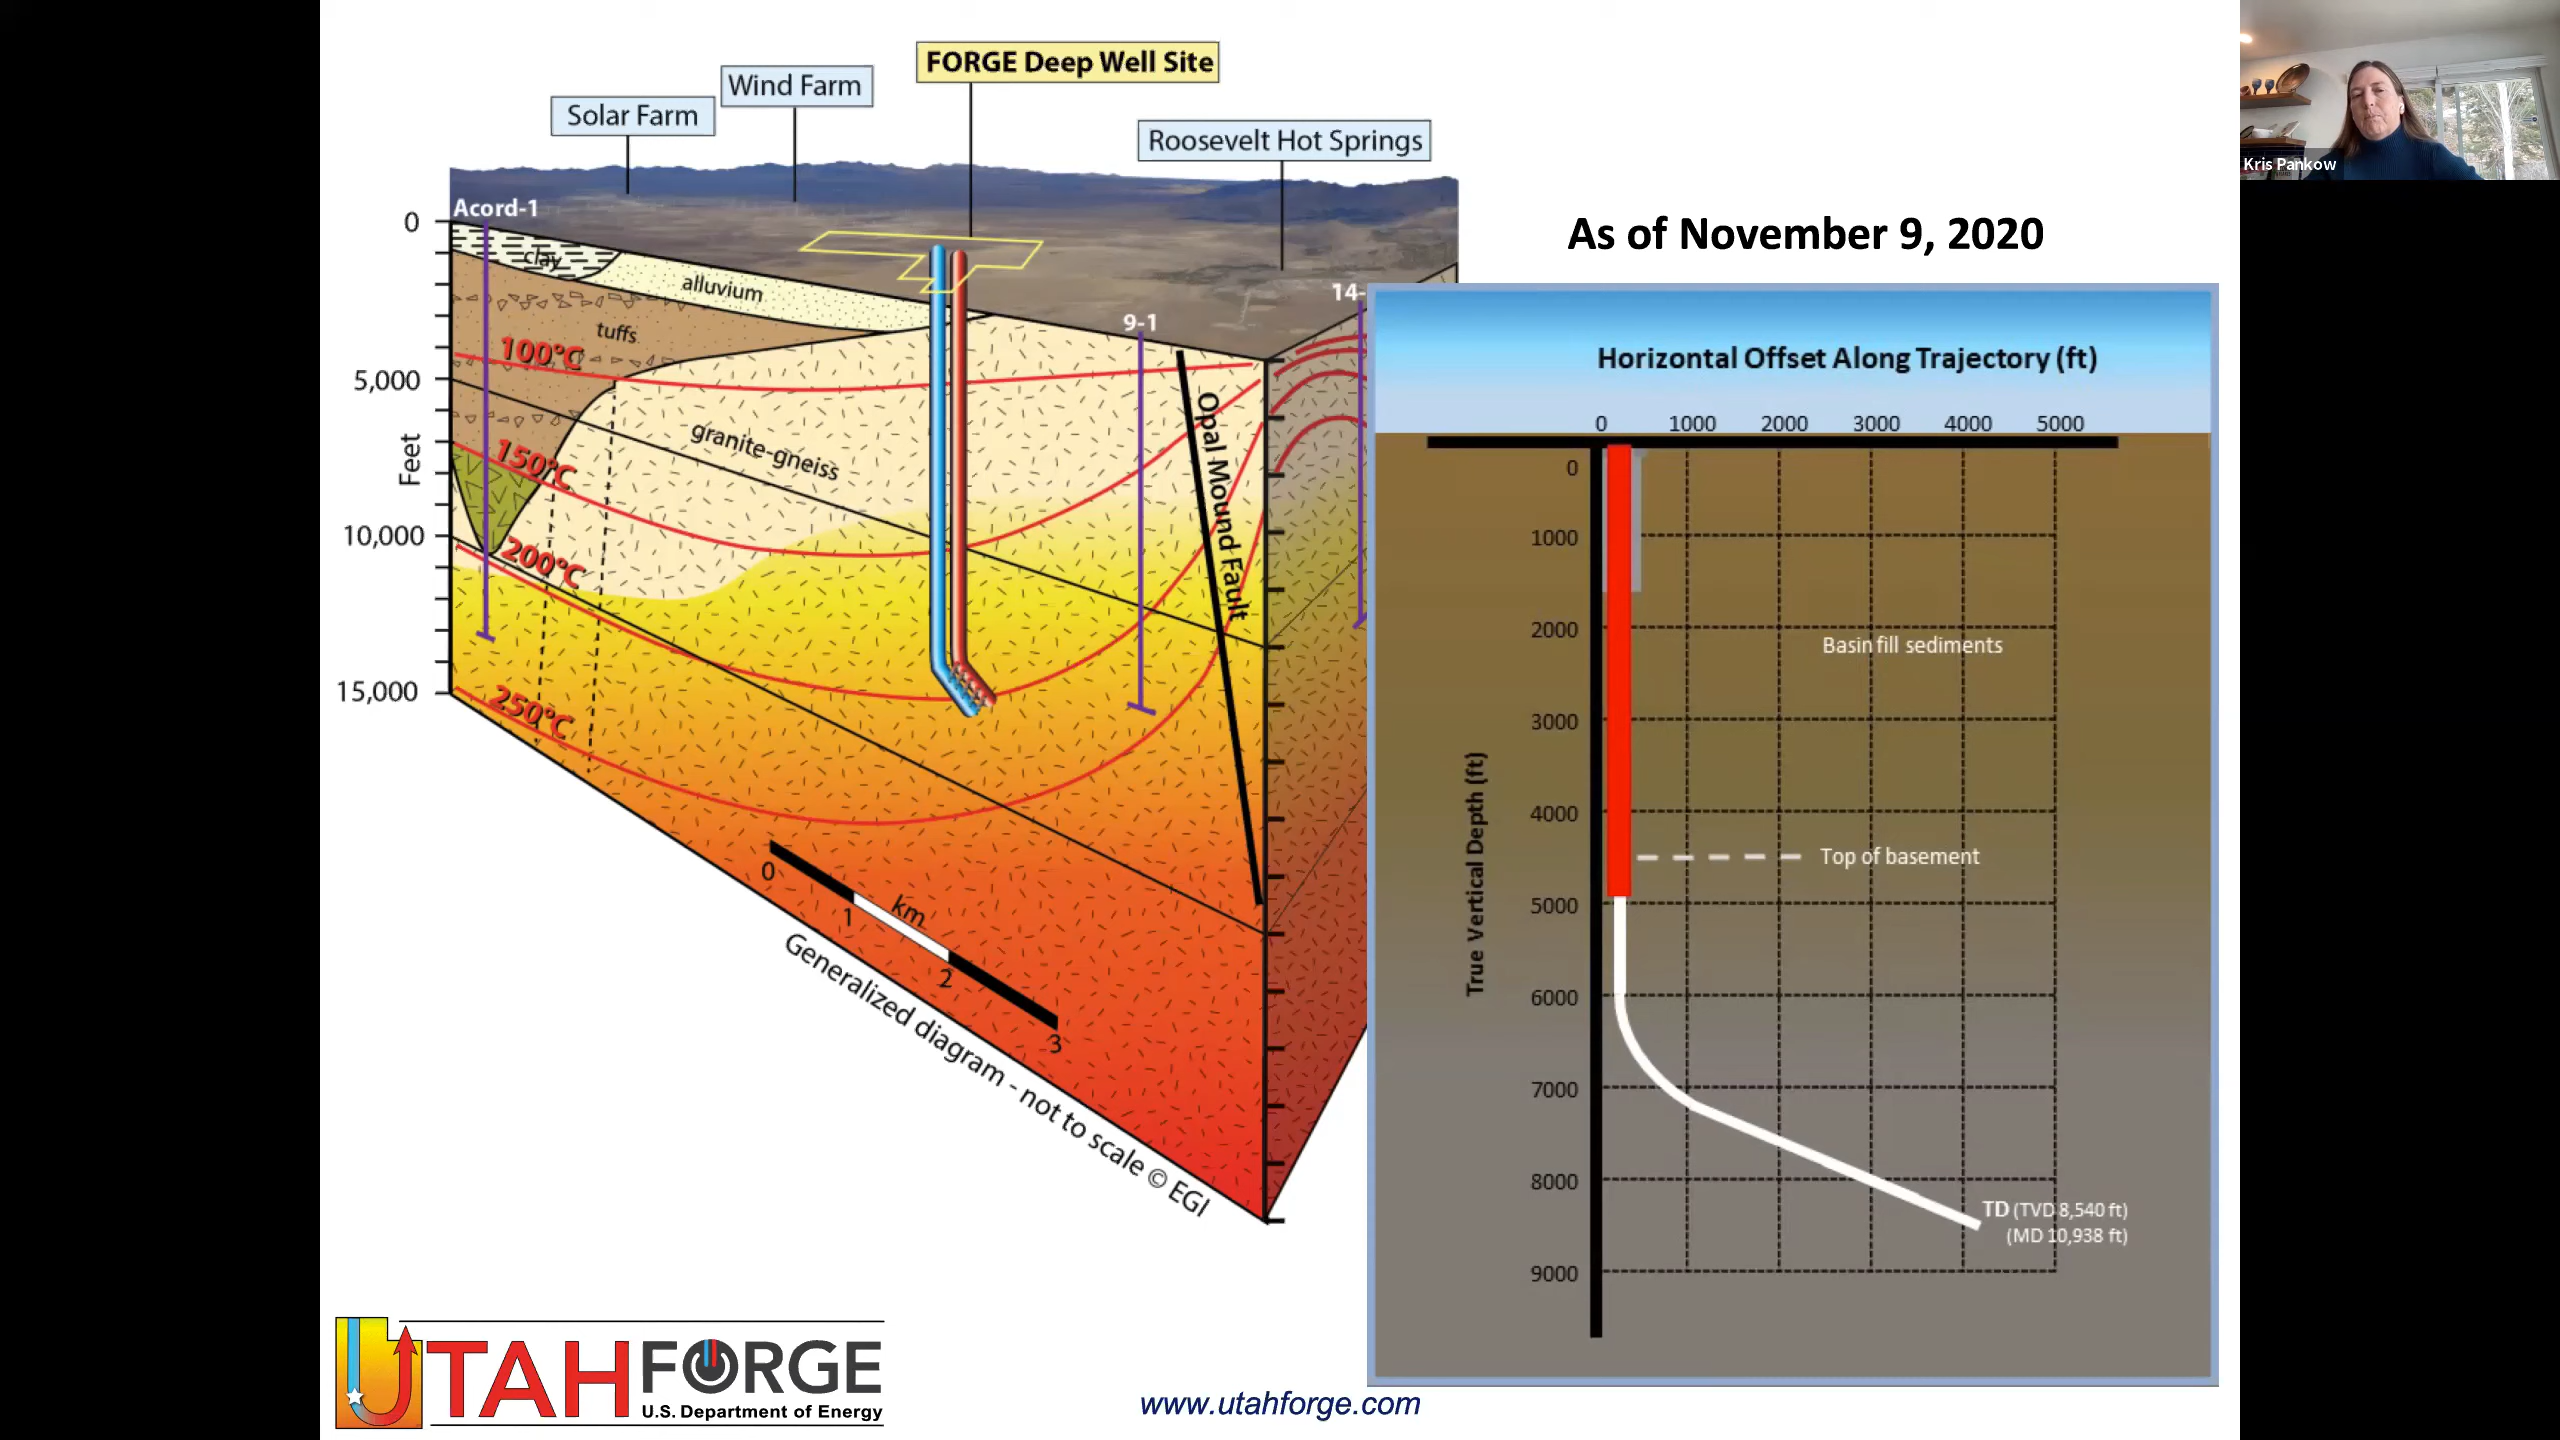 FORGE Deep Well Site
Wind Farm
Solar Farm
Roosevelt Hot Springs
Kris Pankow
As of November 9, 2020
Acord-1
0
clay
alluvium
tuffs
100°C
5,000
granite-gneiss
150°C
Feet
10,000
200°C
15,000
250°C
9-1
14-
Opal Mound Fault
0
1
km
2
3
Generalized diagram - not to scale © EGI
Horizontal Offset Along Trajectory (ft)
0 1000 2000 3000 4000 5000
0
1000
2000
Basin fill sediments
3000
True Vertical Depth (ft)
4000
Top of basement
5000
6000
7000
8000
TD (TVD 8,540 ft)
(MD 10,938 ft)
9000
UTAH FORGE
U.S. Department of Energy
www.utahforge.com